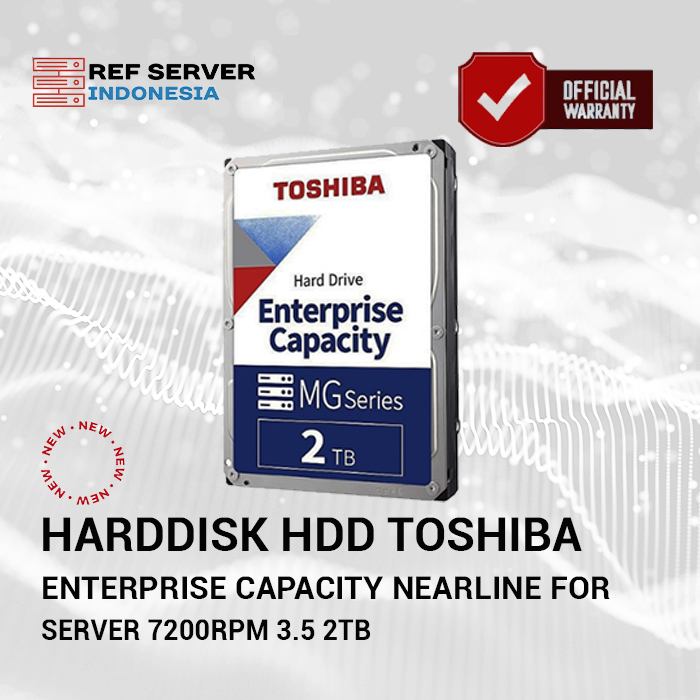 REF SERVER
INDONESIA
OFFICIAL
WARRANTY
TOSHIBA
Hard Drive
Enterprise
Capacity
MG Series
2 TB
NEW • NEW • NEW • NEW • NEW •
HARDDISK HDD TOSHIBA
ENTERPRISE CAPACITY NEARLINE FOR
SERVER 7200RPM 3.5 2TB